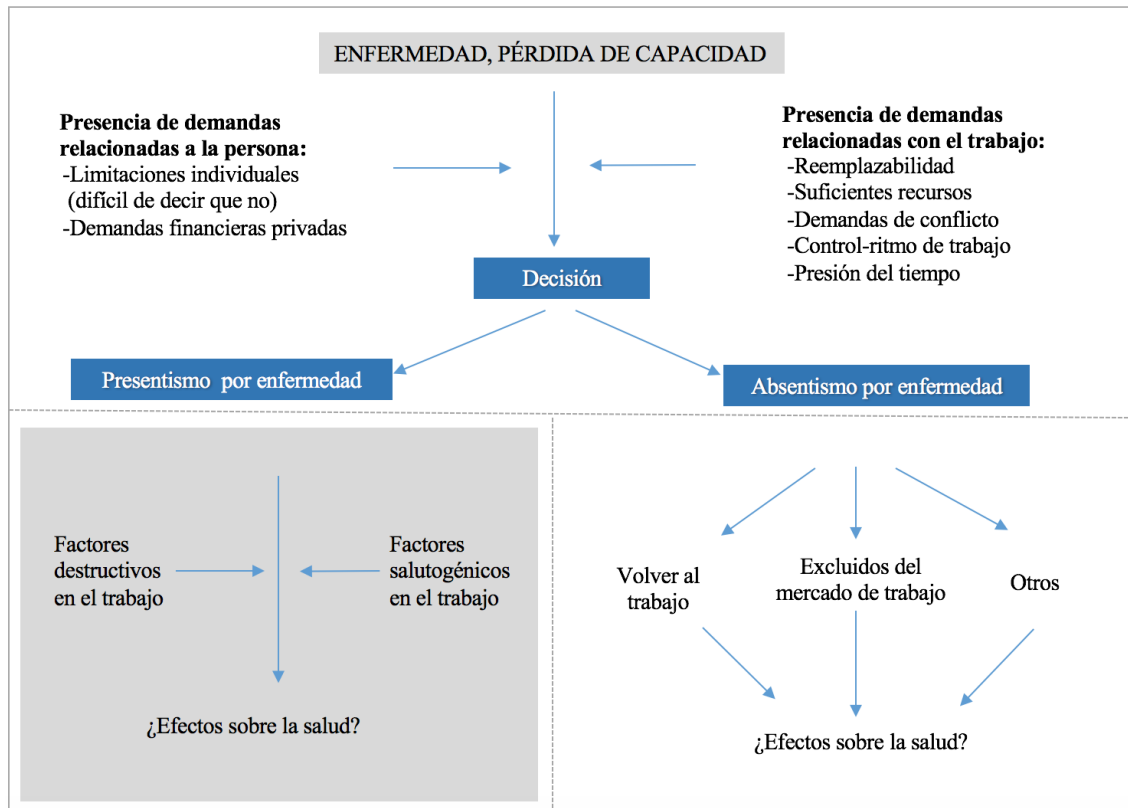 ENFERMEDAD, PÉRDIDA DE CAPACIDAD
Presencia de demandas
relacionadas a la persona:
-Limitaciones individuales
(difícil de decir que no)
-Demandas financieras privadas
Presencia de demandas
relacionadas con el trabajo:
-Reemplazabilidad
-Suficientes recursos
-Demandas de conflicto
-Control-ritmo de trabajo
-Presión del tiempo
Decisión
Presentismo por enfermedad
Absentismo por enfermedad
Factores
destructivos
en el trabajo
Factores
salutogénicos
en el trabajo
¿Efectos sobre la salud?
Volver al
trabajo
Excluidos del
mercado de trabajo
Otros
¿Efectos sobre la salud?